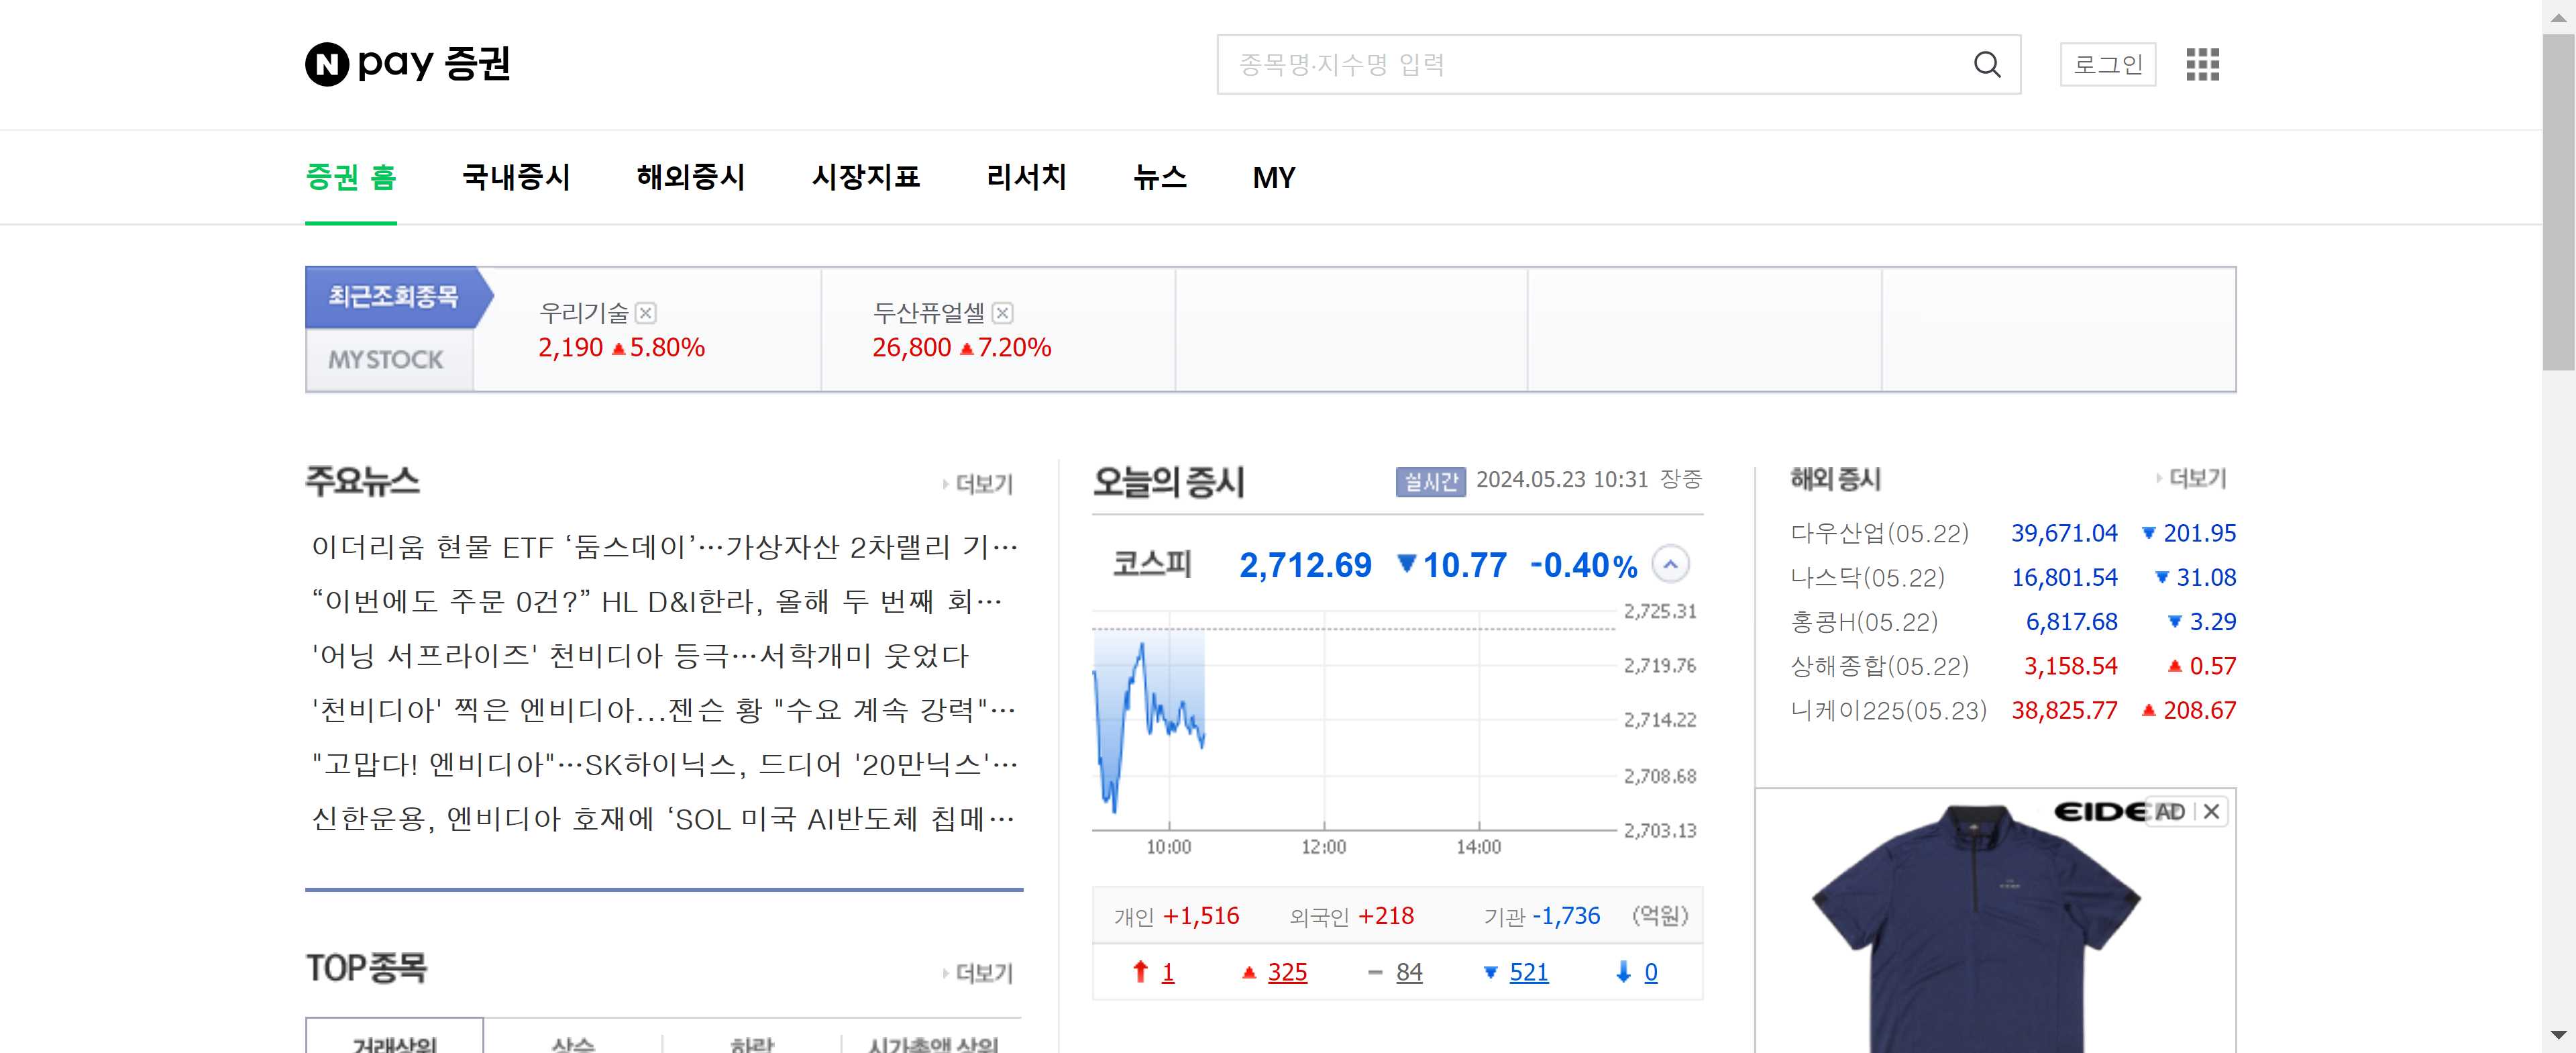 N pay 증권
종목명·지수명 입력
로그인
증권 홈 국내증시 해외증시 시장지표 리서치 뉴스 MY
최근조회종목
MY STOCK
우리기술
2,190 ▲ 5.80%
두산퓨얼셀
26,800 ▲ 7.20%
주요뉴스 더보기
이더리움 현물 ETF ‘둠스데이’…가상자산 2차랠리 기…
“이번에도 주문 0건?” HL D&I한라, 올해 두 번째 회…
'어닝 서프라이즈' 천비디아 등극…서학개미 웃었다
'천비디아' 찍은 엔비디아...젠슨 황 "수요 계속 강력"…
"고맙다! 엔비디아"…SK하이닉스, 드디어 '20만닉스'…
신한운용, 엔비디아 호재에 ‘SOL 미국 AI반도체 칩메…
TOP 종목 더보기
거래상위 상승 하락 시가총액 상위
오늘의 증시 실시간 2024.05.23 10:31 장중
코스피 2,712.69 ▼ 10.77 -0.40%
2,725.31
2,719.76
2,714.22
2,708.68
2,703.13
10:00 12:00 14:00
개인 +1,516 외국인 +218 기관 -1,736 (억원)
↑ 1 ▲ 325 - 84 ▼ 521 ↓ 0
해외 증시 더보기
다우산업(05.22) 39,671.04 ▼ 201.95
나스닥(05.22) 16,801.54 ▼ 31.08
홍콩H(05.22) 6,817.68 ▼ 3.29
상해종합(05.22) 3,158.54 ▲ 0.57
니케이225(05.23) 38,825.77 ▲ 208.67
EIDER AD